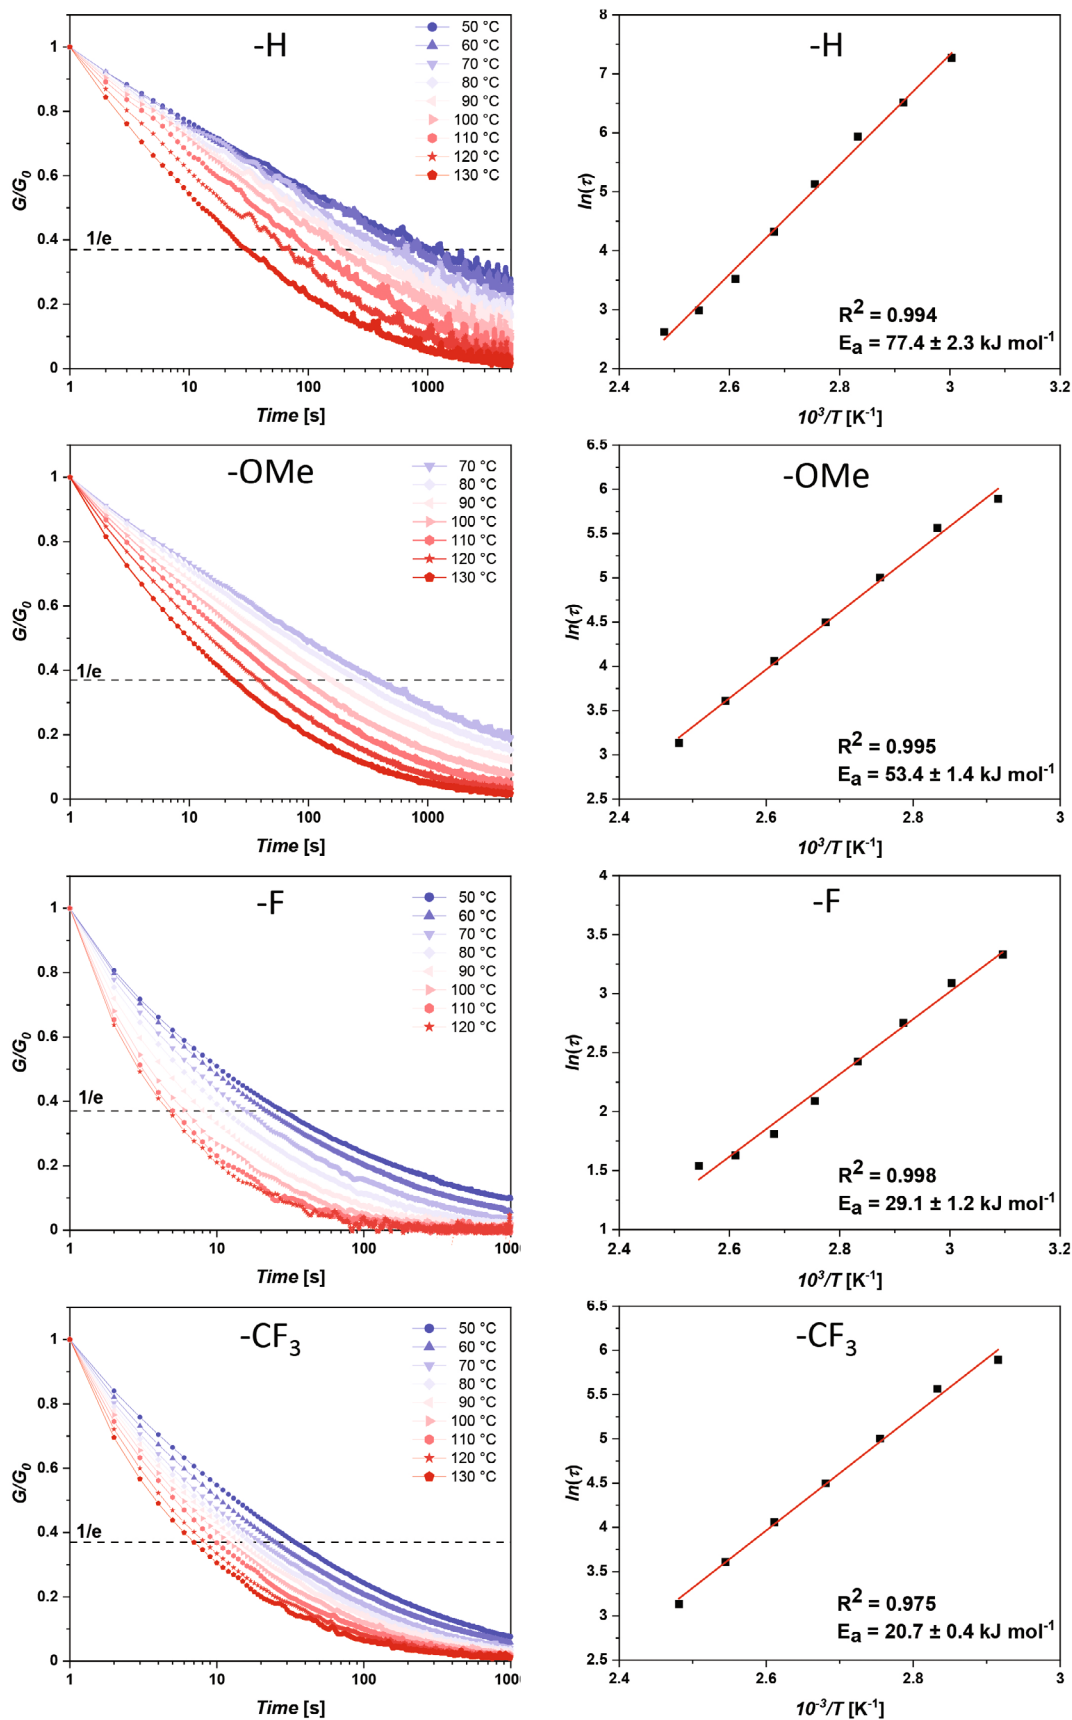 -H
50 °C
60 °C
70 °C
80 °C
90 °C
100 °C
110 °C
120 °C
130 °C
1/e
G/G0
1
0.8
0.6
0.4
0.2
0
1 10 100 1000
Time [s]
-H
ln(τ)
8
7
6
5
4
3
2
R2 = 0.994
Ea = 77.4 ± 2.3 kJ mol-1
2.4 2.6 2.8 3 3.2
103/T [K-1]
-OMe
70 °C
80 °C
90 °C
100 °C
110 °C
120 °C
130 °C
1/e
G/G0
1
0.8
0.6
0.4
0.2
0
1 10 100 1000
Time [s]
-OMe
ln(τ)
6.5
6
5.5
5
4.5
4
3.5
3
2.5
R2 = 0.995
Ea = 53.4 ± 1.4 kJ mol-1
2.4 2.6 2.8 3
103/T [K-1]
-F
50 °C
60 °C
70 °C
80 °C
90 °C
100 °C
110 °C
120 °C
1/e
G/G0
1
0.8
0.6
0.4
0.2
0
1 10 100 100
Time [s]
-F
ln(τ)
4
3.5
3
2.5
2
1.5
1
R2 = 0.998
Ea = 29.1 ± 1.2 kJ mol-1
2.4 2.6 2.8 3 3.2
103/T [K-1]
-CF3
50 °C
60 °C
70 °C
80 °C
90 °C
100 °C
110 °C
120 °C
130 °C
1/e
G/G0
1
0.8
0.6
0.4
0.2
0
1 10 100 100
Time [s]
-CF3
ln(τ)
6.5
6
5.5
5
4.5
4
3.5
3
2.5
R2 = 0.975
Ea = 20.7 ± 0.4 kJ mol-1
2.4 2.6 2.8 3
10-3/T [K-1]